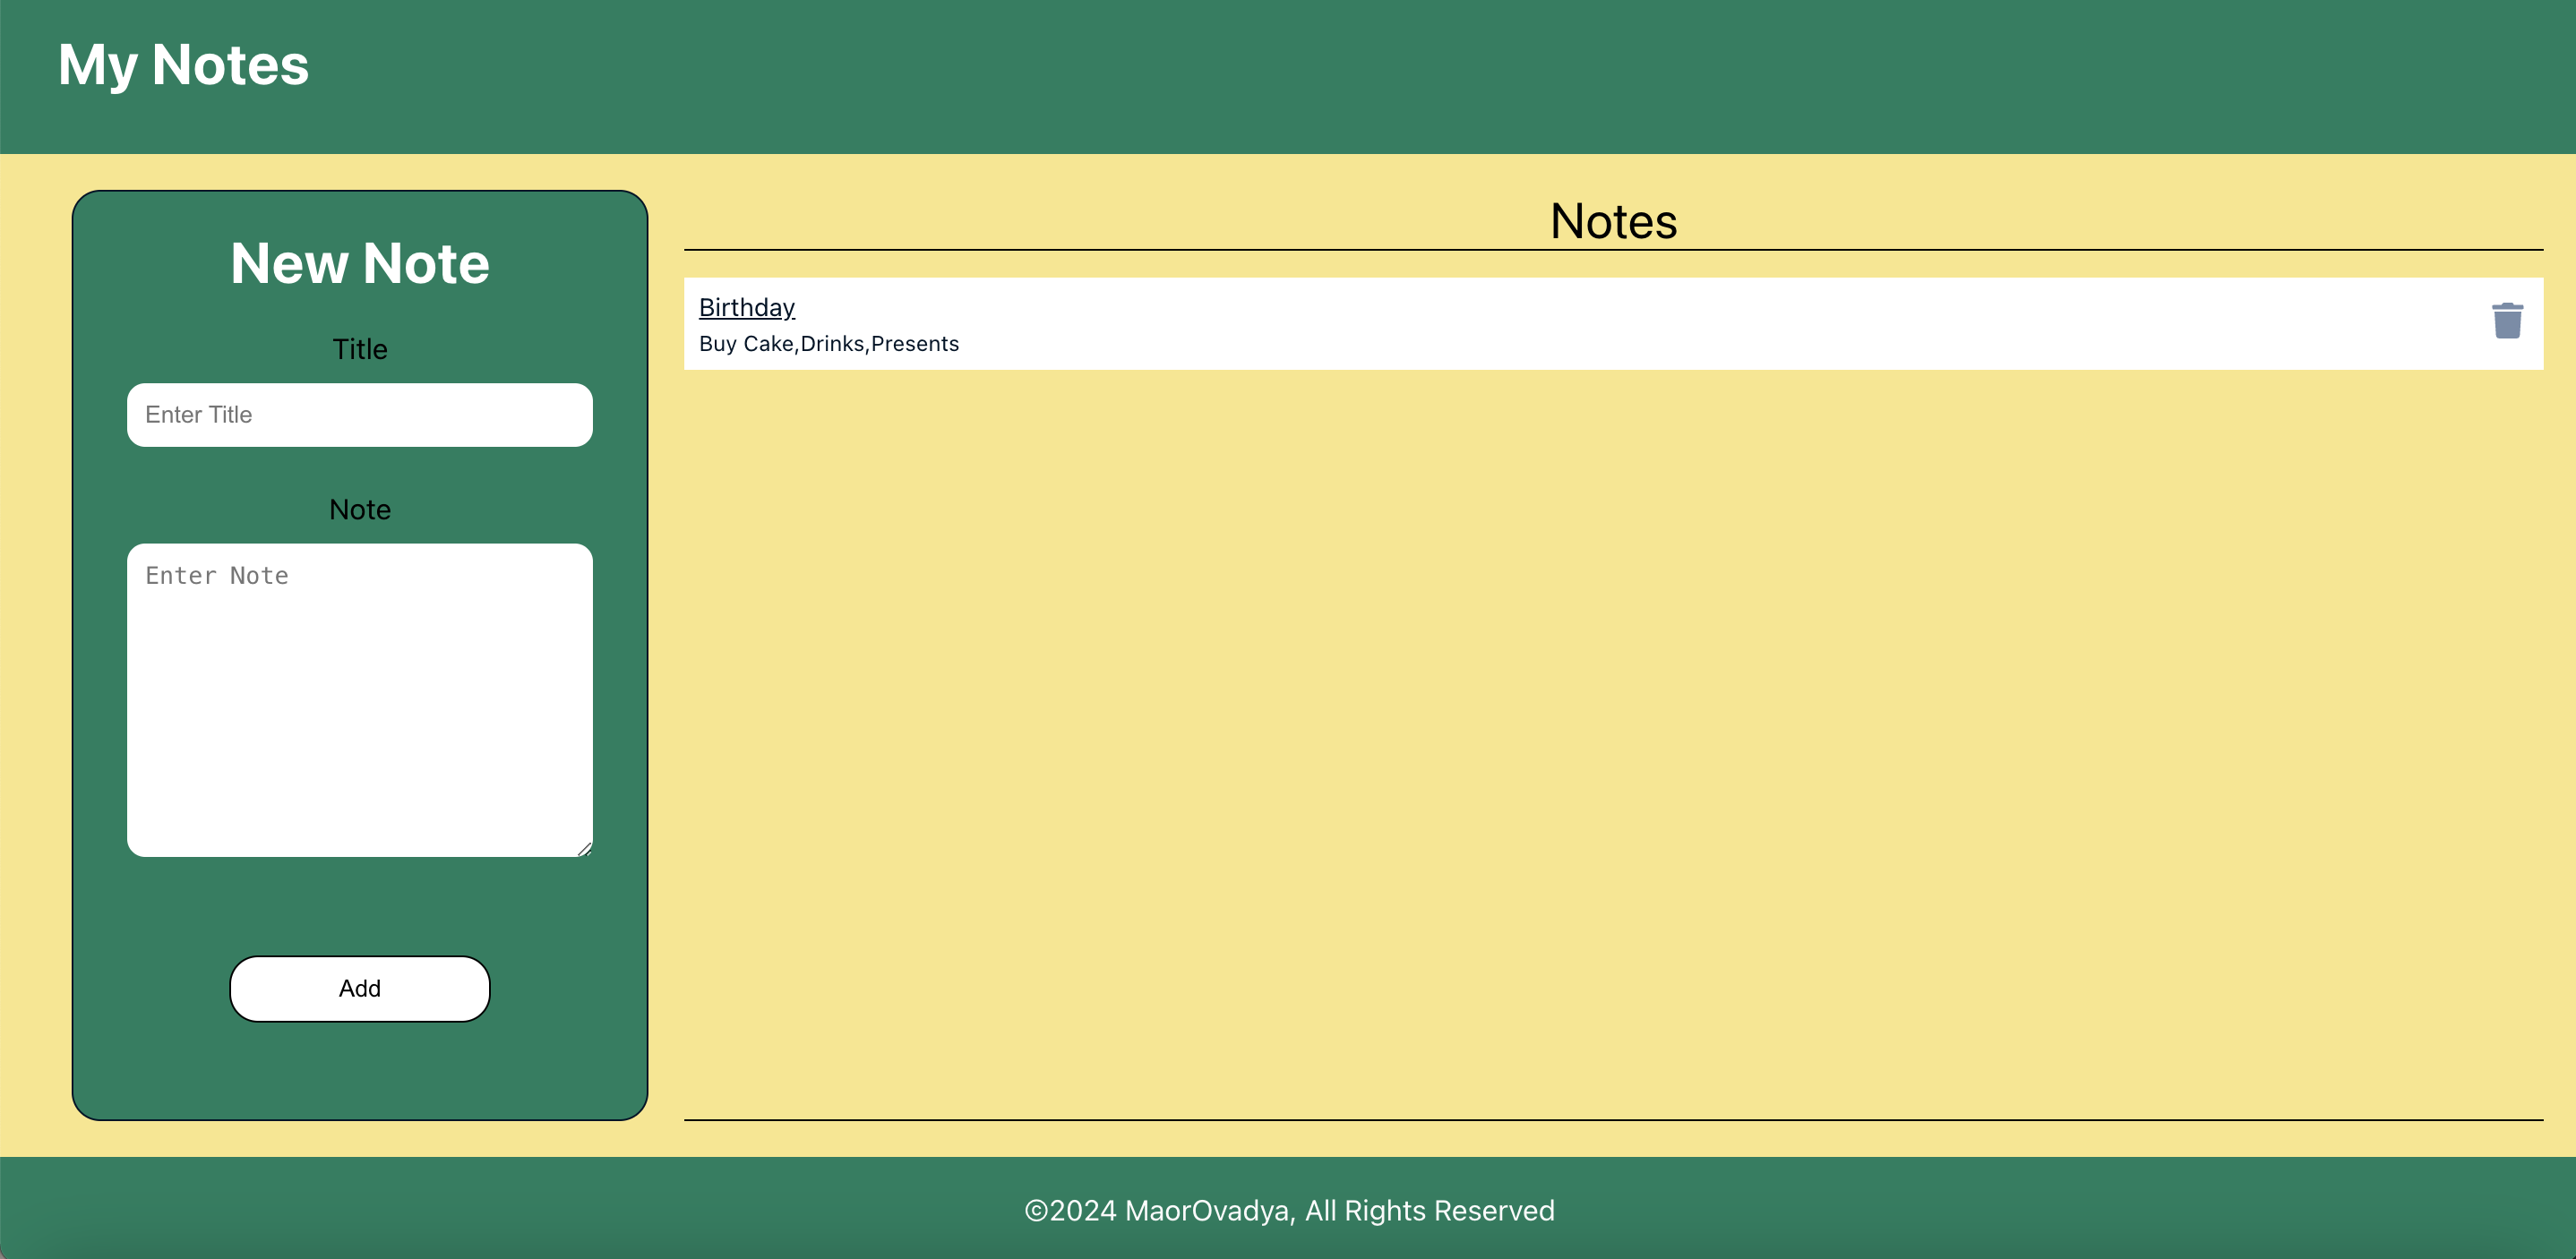 My Notes
New Note
Title
Enter Title
Note
Enter Note
Add
Notes
Birthday
Buy Cake,Drinks,Presents
©2024 MaorOvadya, All Rights Reserved